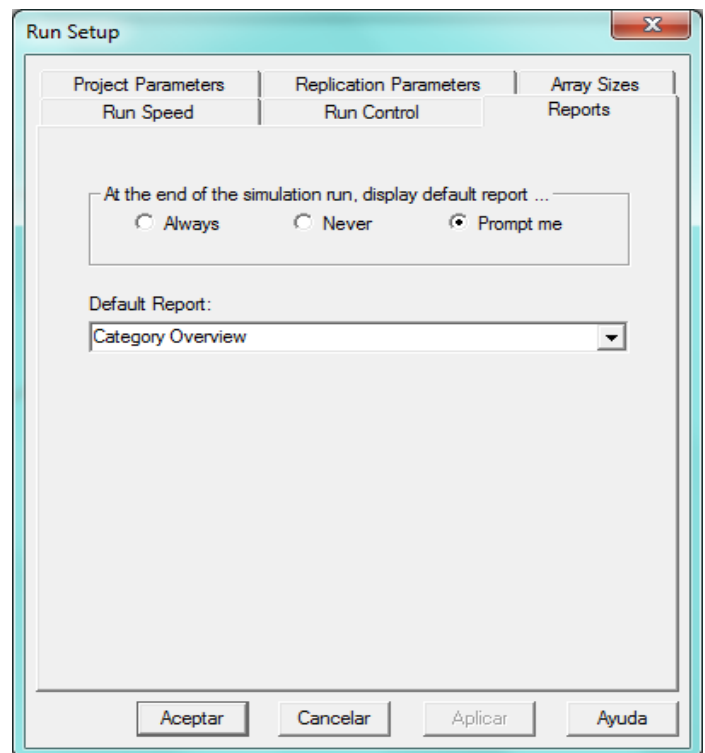 Run Setup
Project Parameters Replication Parameters Array Sizes
Run Speed Run Control Reports
At the end of the simulation run, display default report ...
Always Never Prompt me
Default Report:
Category Overview
Aceptar Cancelar Aplicar Ayuda